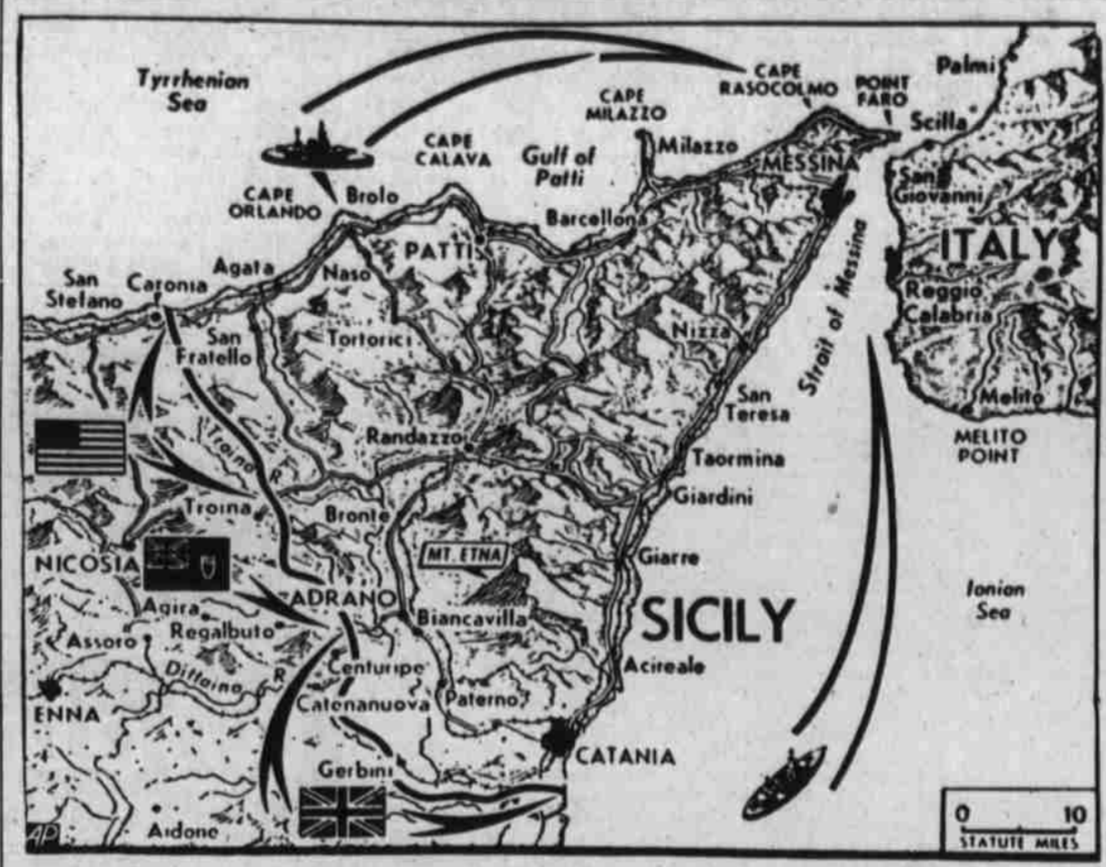 Tyrrhenian
Sea
CAPE
RASOCOLMO
POINT
FARO
Palmi
Scilla
CAPE
MILAZZO
Milazzo
MESSINA
San
Giovanni
CAPE
CALAVA
Gulf of
Patti
CAPE
ORLANDO
Brolo
Barcellona
ITALY
PATTI
Agata
Naso
San
Stefano
Caronia
Reggio
Calabria
Strait of Messina
San
Fratello
Tortorici
Nizza
San
Teresa
Melito
MELITO
POINT
Randazzo
Taormina
Troina R.
Giardini
Troina
Bronte
NICOSIA
MT. ETNA
Giarre
Ionian
Sea
ADRANO
Agira
Regalbuto
Biancavilla
SICILY
Assoro
Dittaino R.
Centuripe
Acireale
ENNA
Catenanuova
Paterno
CATANIA
Gerbini
Aidone
AP
0 10
STATUTE MILES